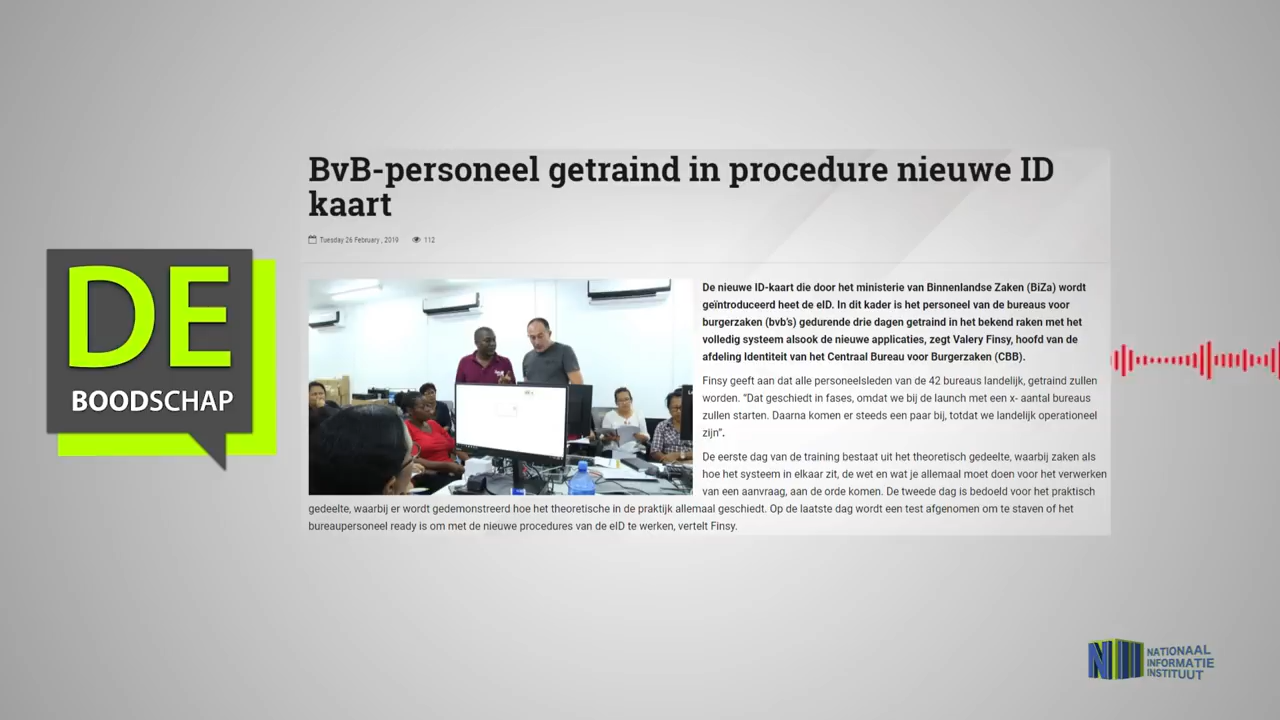 BvB-personeel getraind in procedure nieuwe ID
kaart
Tuesday 26 February , 2019 112
DE
BOODSCHAP
De nieuwe ID-kaart die door het ministerie van Binnenlandse Zaken (BiZa) wordt
geïntroduceerd heet de eID. In dit kader is het personeel van de bureaus voor
burgerzaken (bvb's) gedurende drie dagen getraind in het bekend raken met het
volledig systeem alsook de nieuwe applicaties, zegt Valery Finsy, hoofd van de
afdeling Identiteit van het Centraal Bureau voor Burgerzaken (CBB).
Finsy geeft aan dat alle personeelsleden van de 42 bureaus landelijk, getraind zullen
worden. “Dat geschiedt in fases, omdat we bij de launch met een x- aantal bureaus
zullen starten. Daarna komen er steeds een paar bij, totdat we landelijk operationeel
zijn”.
De eerste dag van de training bestaat uit het theoretisch gedeelte, waarbij zaken als
hoe het systeem in elkaar zit, de wet en wat je allemaal moet doen voor het verwerken
van een aanvraag, aan de orde komen. De tweede dag is bedoeld voor het praktisch
gedeelte, waarbij er wordt gedemonstreerd hoe het theoretische in de praktijk allemaal geschiedt. Op de laatste dag wordt een test afgenomen om te staven of het
bureaupersoneel ready is om met de nieuwe procedures van de eID te werken, vertelt Finsy.
NATIONAAL
INFORMATIE
INSTITUUT